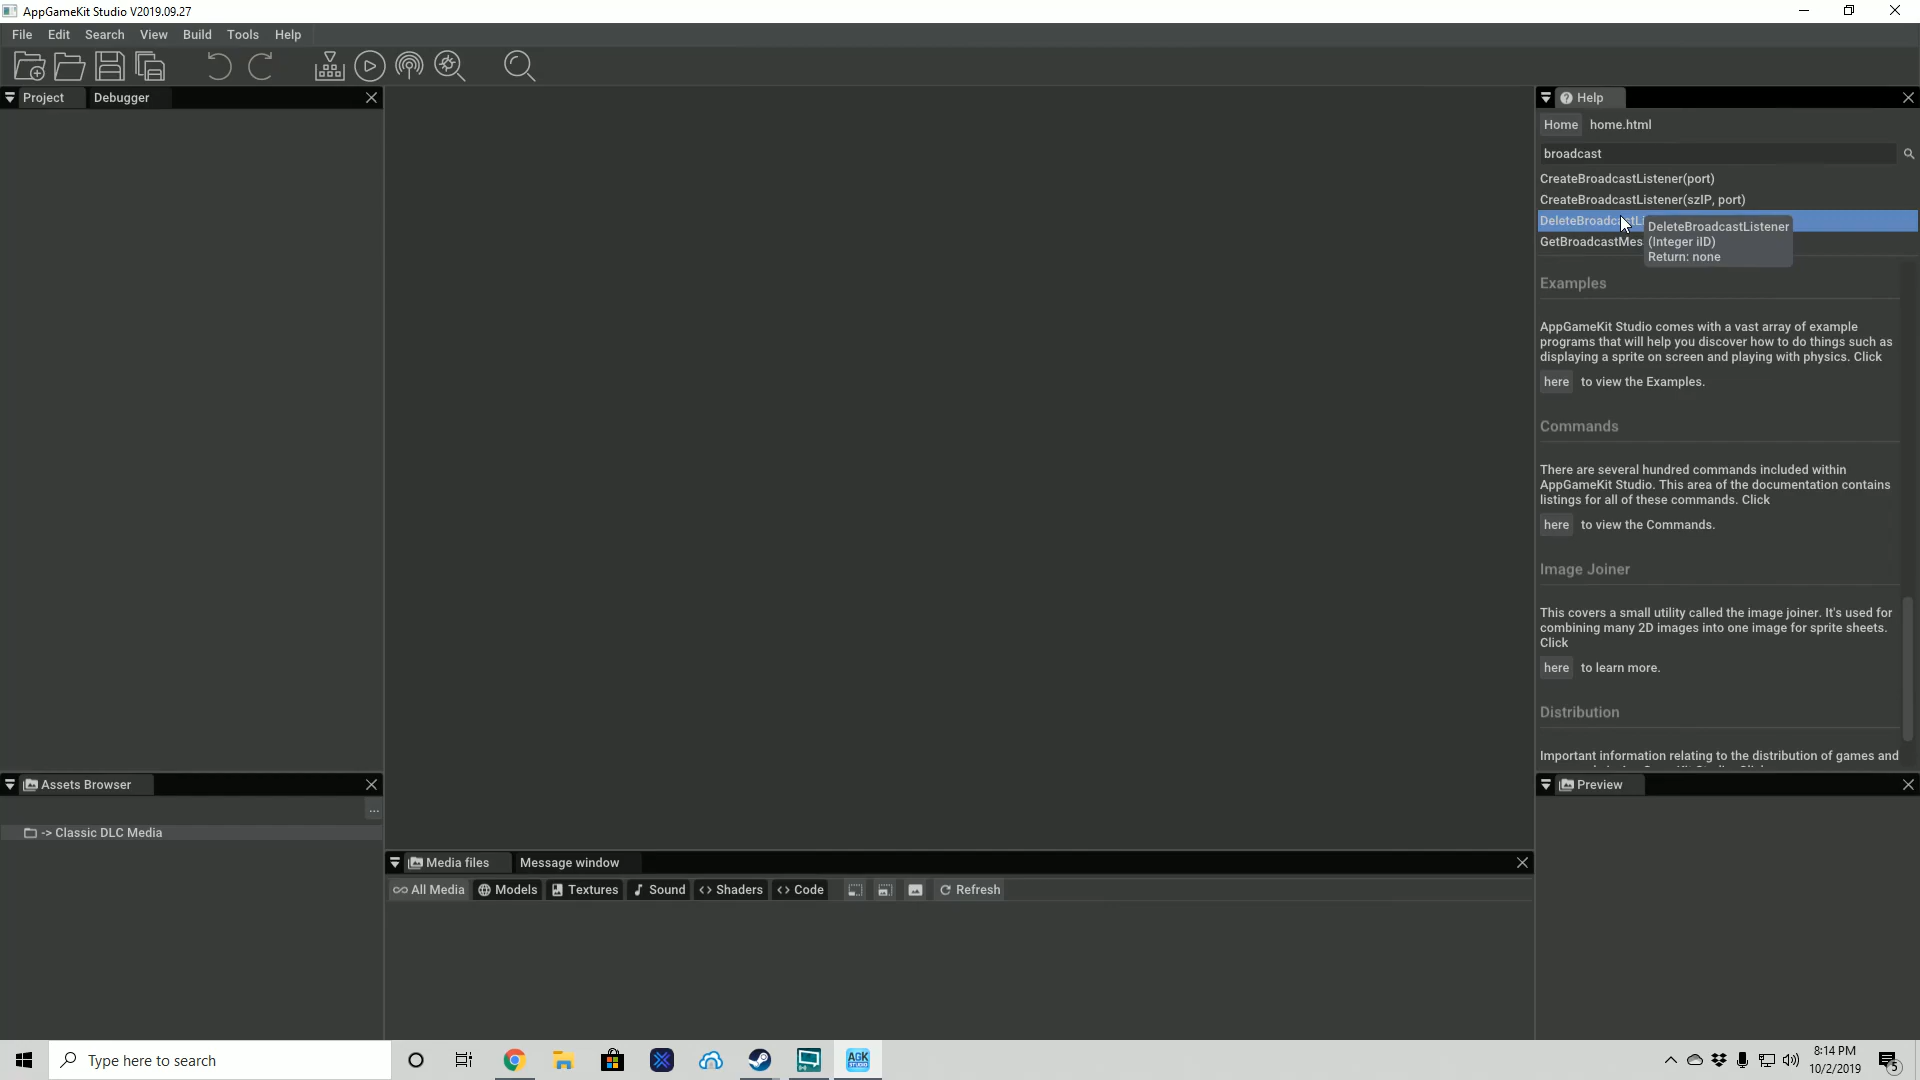 AppGameKit Studio V2019.09.27
File Edit Search View Build Tools Help
Project Debugger
Help
Home home.html
broadcast
CreateBroadcastListener(port)
CreateBroadcastListener(szIP, port)
DeleteBroadcastLi
DeleteBroadcastListener
(Integer iID)
Return: none
GetBroadcastMes
Examples
AppGameKit Studio comes with a vast array of example
programs that will help you discover how to do things such as
displaying a sprite on screen and playing with physics. Click
here to view the Examples.
Commands
There are several hundred commands included within
AppGameKit Studio. This area of the documentation contains
listings for all of these commands. Click
here to view the Commands.
Image Joiner
This covers a small utility called the image joiner. It's used for
combining many 2D images into one image for sprite sheets.
Click
here to learn more.
Distribution
Important information relating to the distribution of games and
Assets Browser
...
-> Classic DLC Media
Media files Message window
All Media Models Textures Sound Shaders Code Refresh
Preview
Type here to search
AGK
STUDIO
8:14 PM
10/2/2019
5